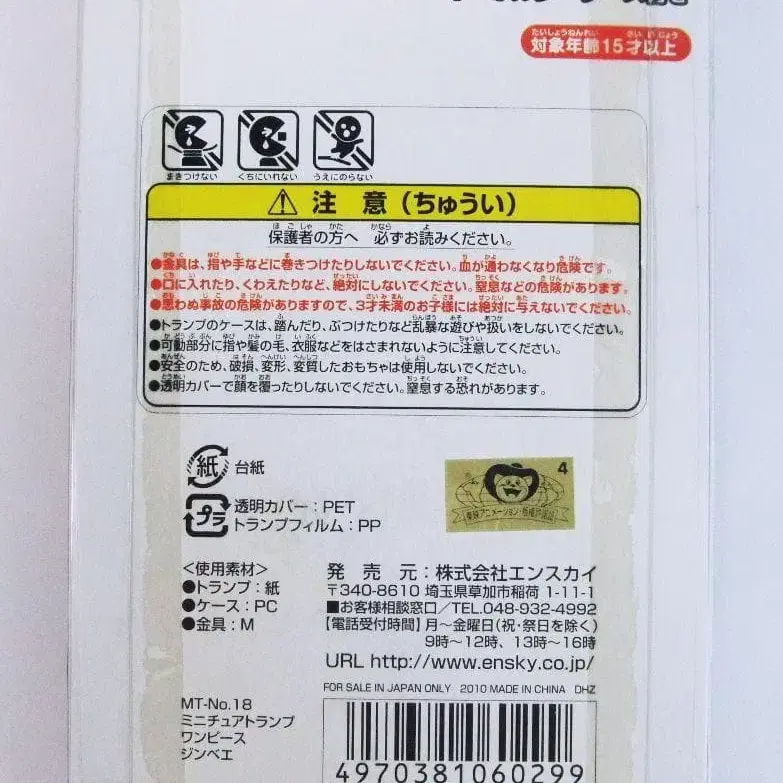 対象年齢15才以上
まきつけない くちにいれない うえにのらない
⚠ 注 意 (ちゅうい)
保護者の方へ 必ずお読みください。
●金具は、指や手などに巻きつけたりしないでください。血が通わなくなり危険です。
●口に入れたり、くわえたりなど、絶対にしないでください。窒息などの危険があります。
●思わぬ事故の危険がありますので、3才未満のお子様には絶対に与えないでください。
●トランプのケースは、踏んだり、ぶつけたりなど乱暴な遊びや扱いをしないでください。
●可動部分に指や髪の毛、衣服などをはさまれないように注意してください。
●安全のため、破損、変形、変質したおもちゃは使用しないでください。
●透明カバーで顔を覆ったりしないでください。窒息する恐れがあります。
紙 台紙
プラ 透明カバー:PET
トランプフィルム:PP
4
東映アニメーション
<使用素材>
●トランプ:紙
●ケース:PC
●金具:M
発 売 元:株式会社エンスカイ
〒340-8610 埼玉県草加市稲荷 1-11-1
■お客様相談窓口/TEL.048-932-4992
【電話受付時間】月~金曜日(祝・祭日を除く)
9時~12時、13時~16時
URL http://www.ensky.co.jp/
FOR SALE IN JAPAN ONLY 2010 MADE IN CHINA DHZ
MT-No.18
ミニチュアトランプ
ワンピース
ジンベエ
4970381060299